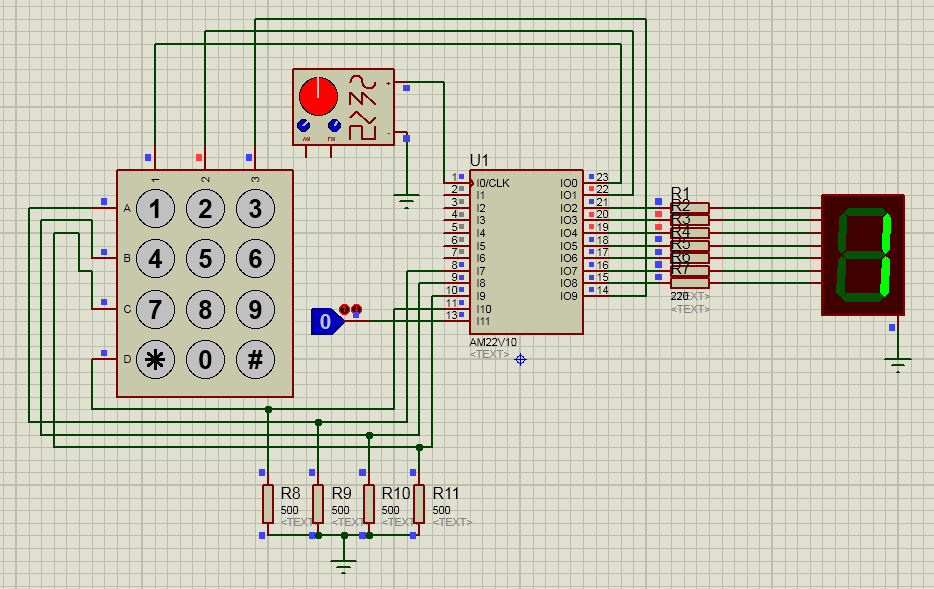 1 2 3
A 1 2 3
B 4 5 6
C 7 8 9
D * 0 #
AM FM
+
-
U1
1 I0/CLK IO0 23
2 I1 IO1 22
3 I2 IO2 21
4 I3 IO3 20
5 I4 IO4 19
6 I5 IO5 18
7 I6 IO6 17
8 I7 IO7 16
9 I8 IO8 15
10 I9 IO9 14
11 I10
13 I11
AM22V10
<TEXT>
0
R1
R2
R3
R4
R5
R6
R7
220
<TEXT>
<TEXT>
1
R8 R9 R10 R11
500 500 500 500
<TEXT> <TEXT> <TEXT> <TEXT>